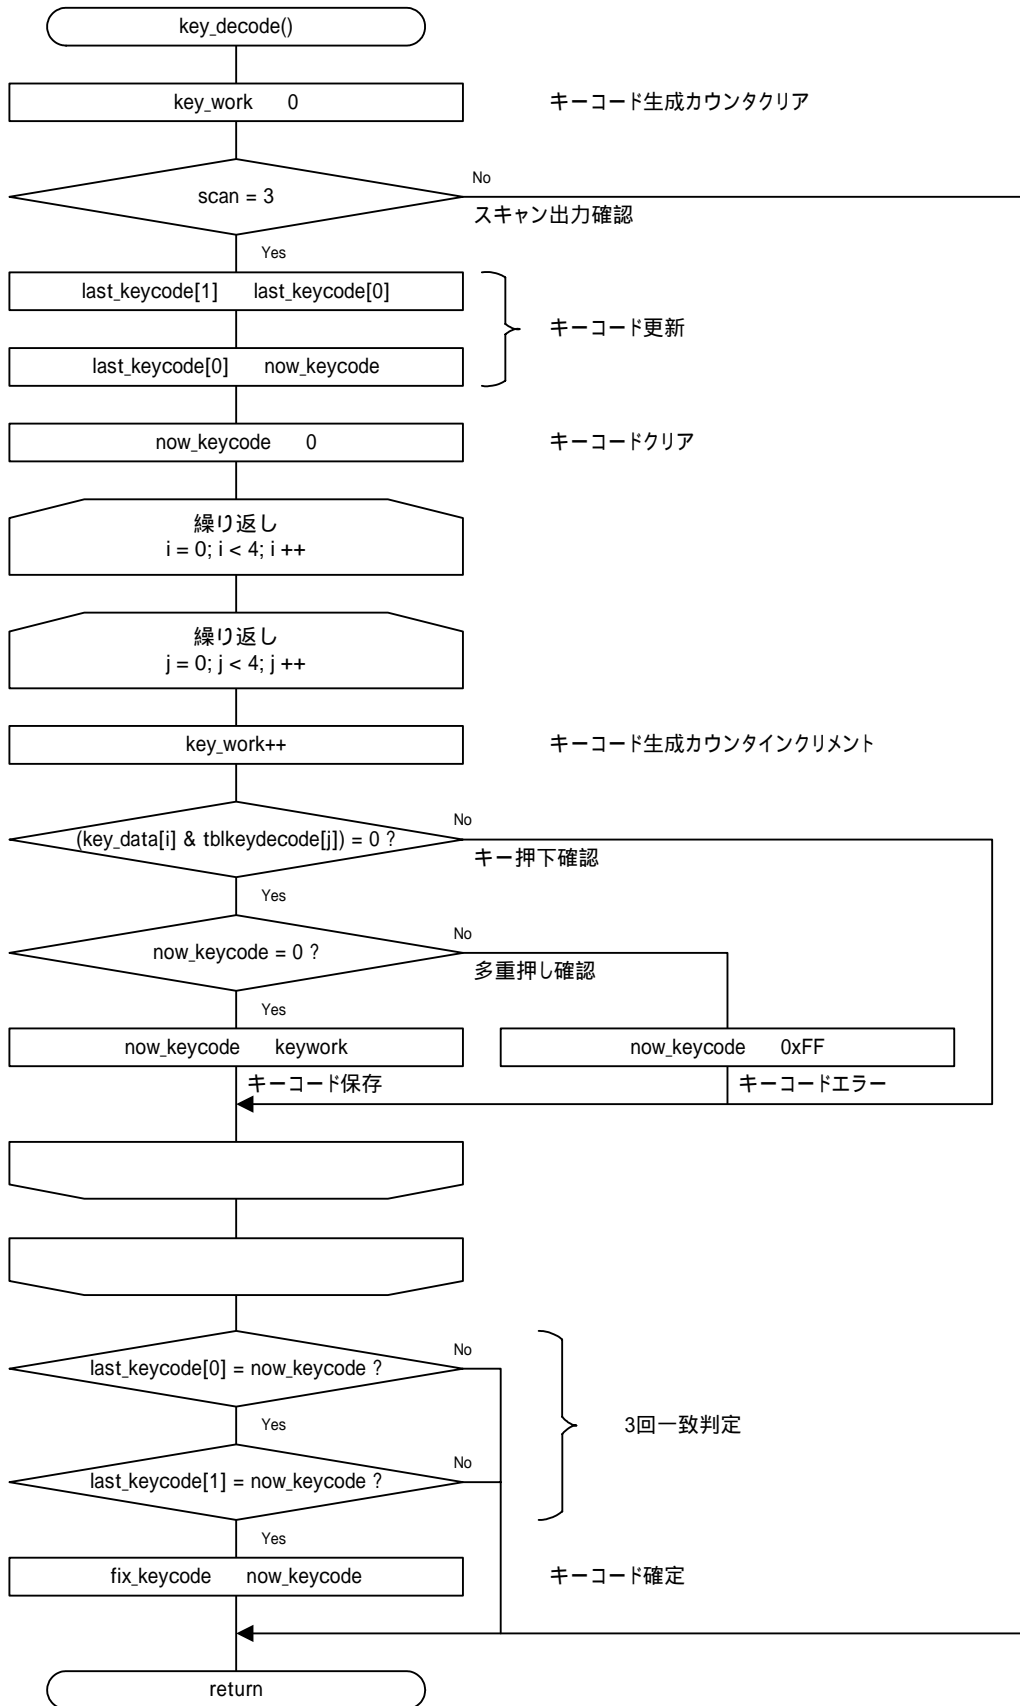 key_decode()
key_work 0
キーコード生成カウンタクリア
No
scan = 3
スキャン出力確認
Yes
last_keycode[1] last_keycode[0]
キーコード更新
last_keycode[0] now_keycode
now_keycode 0
キーコードクリア
繰り返し
i = 0; i < 4; i ++
繰り返し
j = 0; j < 4; j ++
key_work++
キーコード生成カウンタインクリメント
No
(key_data[i] & tblkeydecode[j]) = 0 ?
キー押下確認
Yes
No
now_keycode = 0 ?
多重押し確認
Yes
now_keycode keywork
now_keycode 0xFF
キーコード保存
キーコードエラー
No
last_keycode[0] = now_keycode ?
Yes
3回一致判定
No
last_keycode[1] = now_keycode ?
Yes
fix_keycode now_keycode
キーコード確定
return